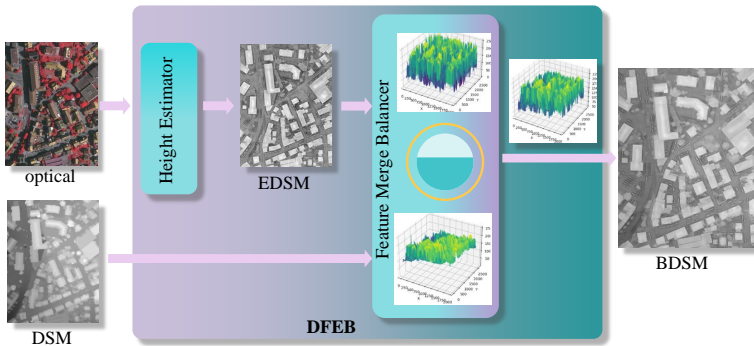 optical
DSM
Height Estimator
EDSM
Feature Merge Balancer
DFEB
BDSM